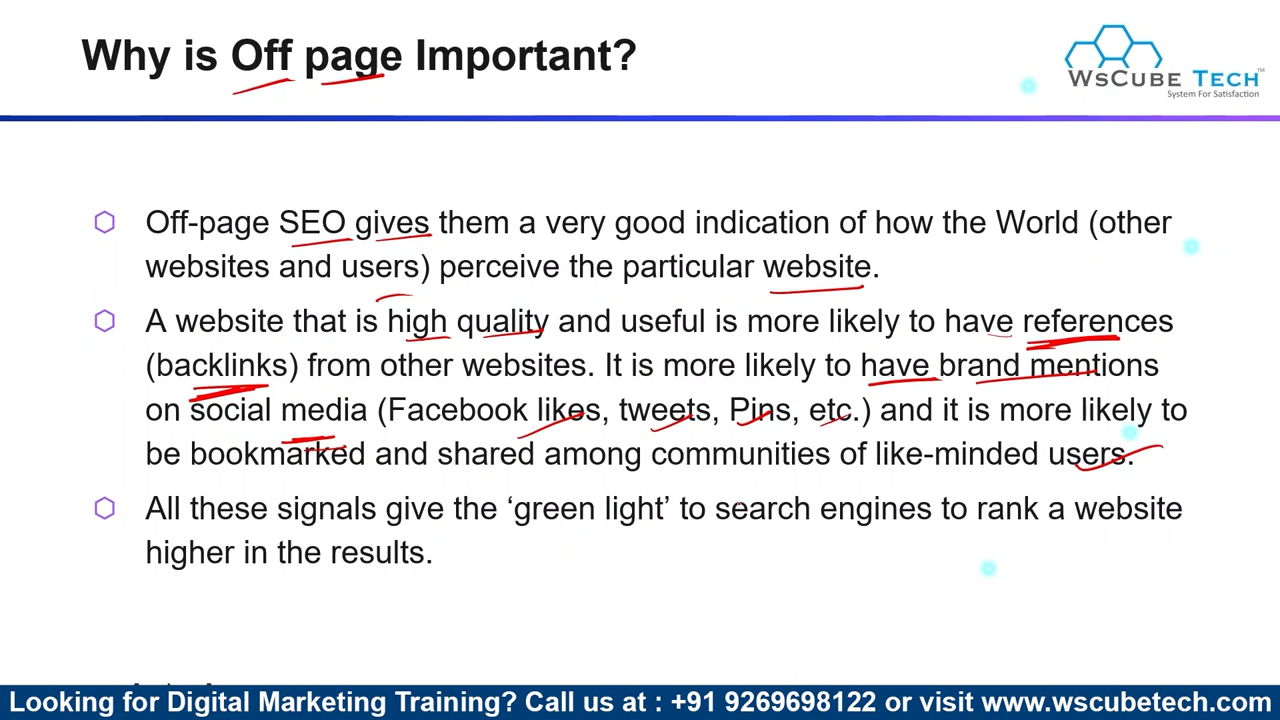 Why is Off page Important?
WsCube Tech™
System For Satisfaction
Off-page SEO gives them a very good indication of how the World (other
websites and users) perceive the particular website.
A website that is high quality and useful is more likely to have references
(backlinks) from other websites. It is more likely to have brand mentions
on social media (Facebook likes, tweets, Pins, etc.) and it is more likely to
be bookmarked and shared among communities of like-minded users.
All these signals give the ‘green light’ to search engines to rank a website
higher in the results.
Looking for Digital Marketing Training? Call us at : +91 9269698122 or visit www.wscubetech.com